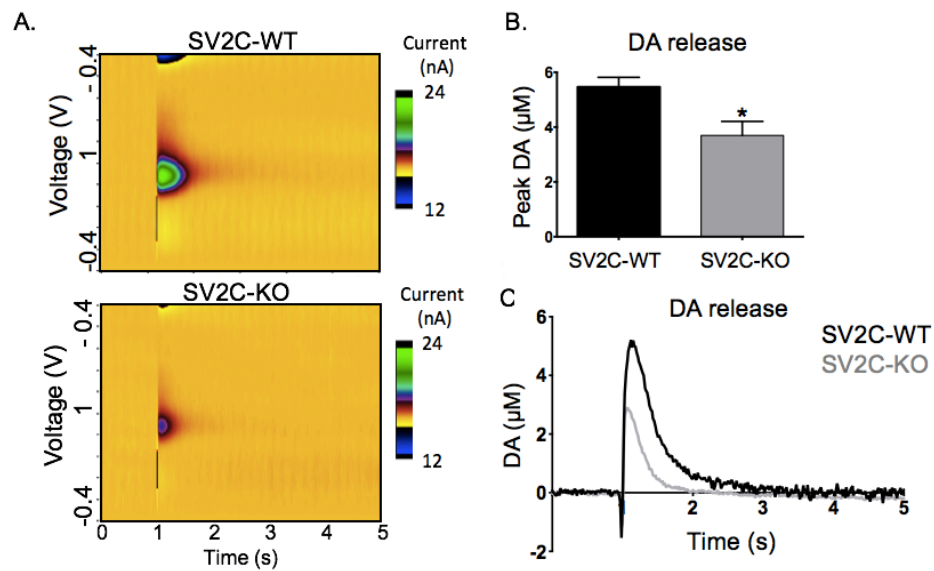 A.
SV2C-WT
Current
(nA)
24
12
-0.4
1
-0.4
Voltage (V)
SV2C-KO
Current
(nA)
24
12
-0.4
1
-0.4
Voltage (V)
0 1 2 3 4 5
Time (s)
B.
DA release
6
4
2
0
Peak DA (µM)
*
SV2C-WT SV2C-KO
C
DA release
SV2C-WT
SV2C-KO
6
4
2
0
-2
DA (µM)
2 3 4 5
Time (s)